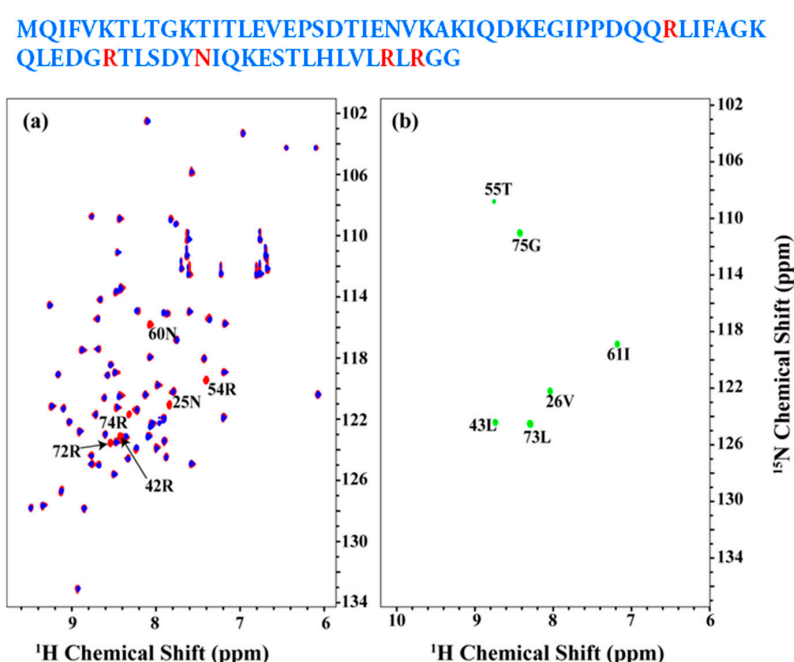 MQIFVKTLTGKTITLEVEPSDTIENVKAKIQDKEGIPPDQQRLIFAGK
QLEDGRTLSDYNIQKESTLHLVLRLRGG
(a)
102
106
110
114
118
122
126
130
134
60N
54R
25N
74R
72R
42R
9 8 7 6
¹H Chemical Shift (ppm)
(b)
55T
75G
61I
26V
43L
73L
102
106
110
114
118
122
126
130
134
10 9 8 7 6
¹H Chemical Shift (ppm)
¹⁵N Chemical Shift (ppm)